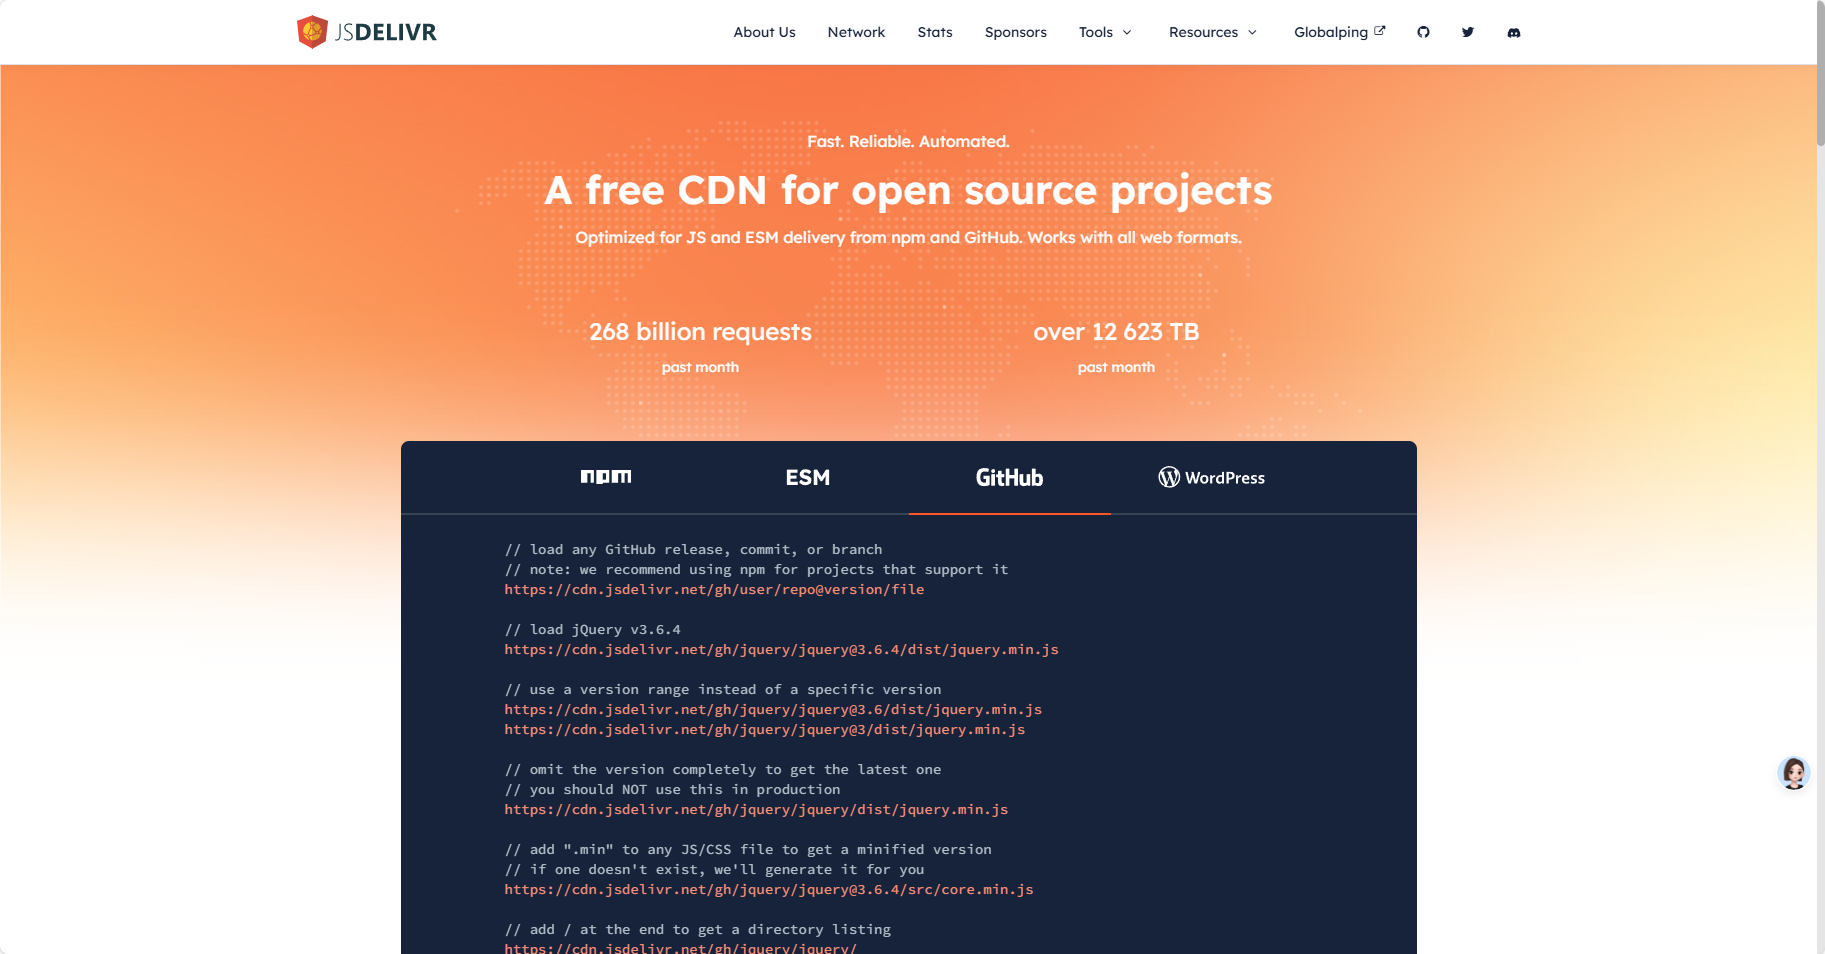 JSDELIVR
About Us Network Stats Sponsors Tools Resources Globalping
Fast. Reliable. Automated.
A free CDN for open source projects
Optimized for JS and ESM delivery from npm and GitHub. Works with all web formats.
268 billion requests
past month
over 12 623 TB
past month
npm ESM GitHub WordPress
// load any GitHub release, commit, or branch
// note: we recommend using npm for projects that support it
https://cdn.jsdelivr.net/gh/user/repo@version/file
// load jQuery v3.6.4
https://cdn.jsdelivr.net/gh/jquery/jquery@3.6.4/dist/jquery.min.js
// use a version range instead of a specific version
https://cdn.jsdelivr.net/gh/jquery/jquery@3.6/dist/jquery.min.js
https://cdn.jsdelivr.net/gh/jquery/jquery@3/dist/jquery.min.js
// omit the version completely to get the latest one
// you should NOT use this in production
https://cdn.jsdelivr.net/gh/jquery/jquery/dist/jquery.min.js
// add ".min" to any JS/CSS file to get a minified version
// if one doesn't exist, we'll generate it for you
https://cdn.jsdelivr.net/gh/jquery/jquery@3.6.4/src/core.min.js
// add / at the end to get a directory listing
https://cdn.jsdelivr.net/gh/jquery/jquery/